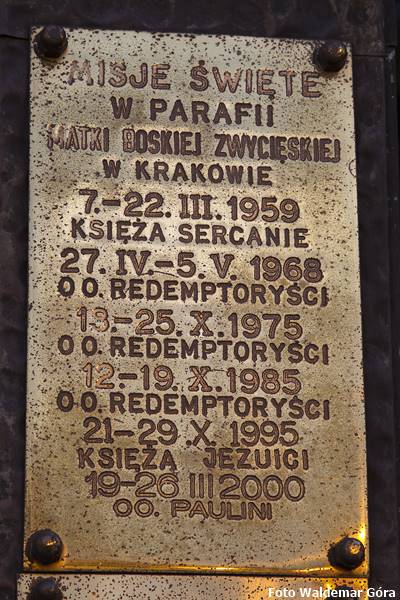 MISJE ŚWIĘTE
W PARAFII
MATKI BOSKIEJ ZWYCIĘSKIEJ
W KRAKOWIE
7.-22. III. 1959
KSIĘŻA SERCANIE
27. IV.-5. V. 1968
OO. REDEMPTORYŚCI
13.-25. X. 1975
OO. REDEMPTORYŚCI
12.-19. X. 1985
OO. REDEMPTORYŚCI
21-29. X. 1995
KSIĘŻA JEZUICI
19-26 III 2000
OO. PAULINI
Foto Waldemar Góra